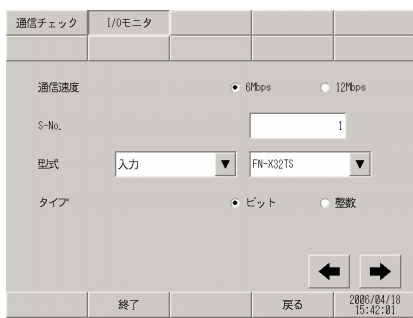 通信チェック I/Oモニタ
通信速度 6Mbps 12Mbps
S-No. 1
型式 入力 FN-X32TS
タイプ ビット 整数
終了 戻る 2006/04/18
15:42:01